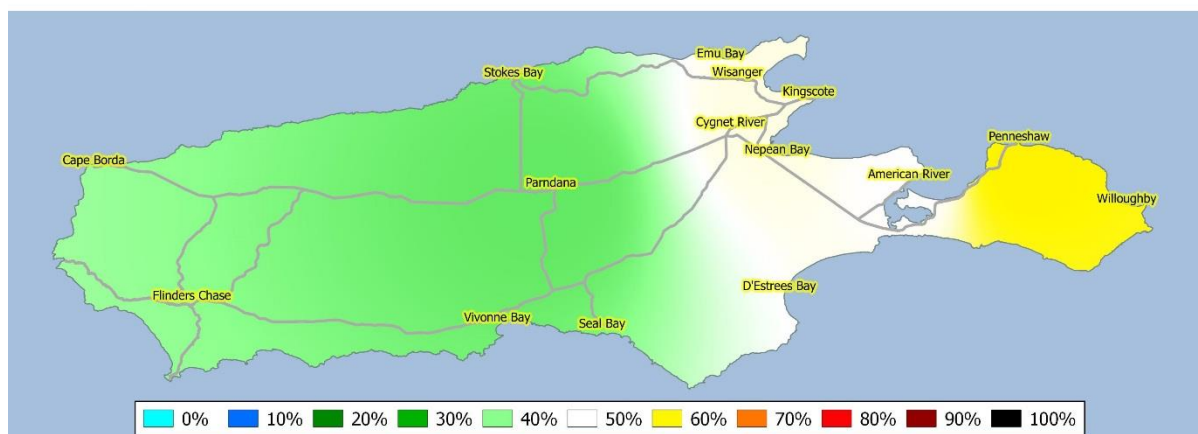 Emu Bay
Stokes Bay
Wisanger
Kingscote
Cygnet River
Penneshaw
Nepean Bay
Cape Borda
American River
Parndana
Willoughby
D'Estrees Bay
Flinders Chase
Vivonne Bay
Seal Bay
0% 10% 20% 30% 40% 50% 60% 70% 80% 90% 100%